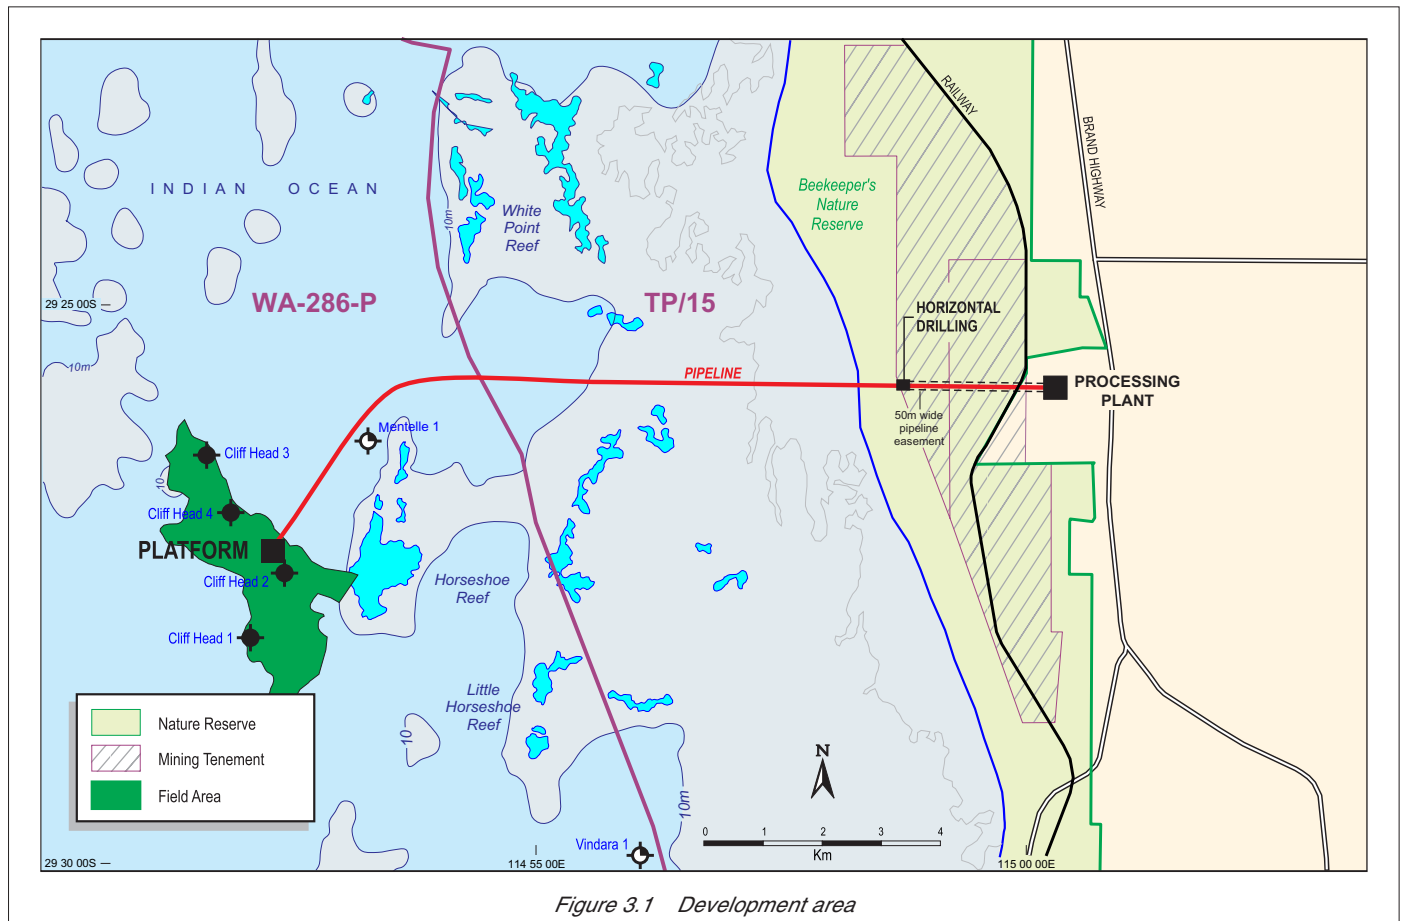 RAILWAY
BRAND HIGHWAY
INDIAN OCEAN
Beekeeper's
Nature
Reserve
10m
White
Point
Reef
29 25 00S
WA-286-P
TP/15
HORIZONTAL
DRILLING
10m
PIPELINE
PROCESSING
PLANT
50m wide
pipeline
easement
Mentelle 1
Cliff Head 3
10
Cliff Head 4
PLATFORM
Cliff Head 2
Horseshoe
Reef
Cliff Head 1
Little
Horseshoe
Reef
Nature Reserve
Mining Tenement
Field Area
10
N
10m
0 1 2 3 4
Km
Vindara 1
29 30 00S
114 55 00E
115 00 00E
Figure 3.1 Development area